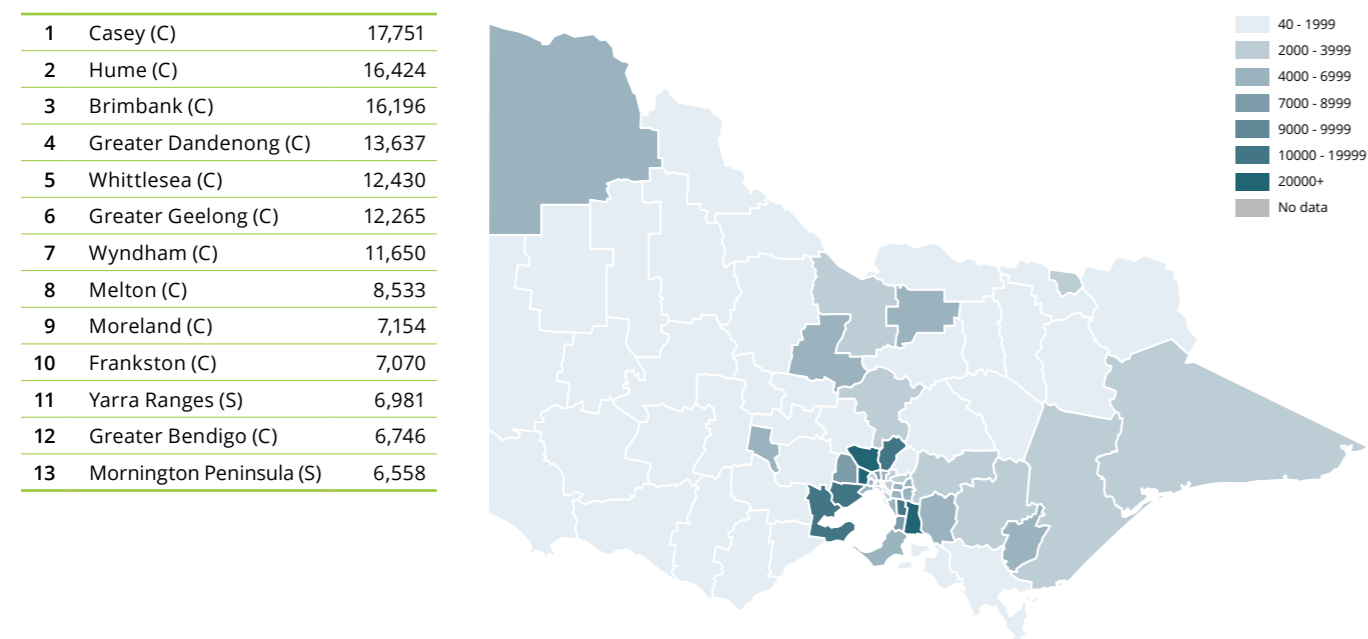 1 Casey (C) 17,751
2 Hume (C) 16,424
3 Brimbank (C) 16,196
4 Greater Dandenong (C) 13,637
5 Whittlesea (C) 12,430
6 Greater Geelong (C) 12,265
7 Wyndham (C) 11,650
8 Melton (C) 8,533
9 Moreland (C) 7,154
10 Frankston (C) 7,070
11 Yarra Ranges (S) 6,981
12 Greater Bendigo (C) 6,746
13 Mornington Peninsula (S) 6,558
40 - 1999
2000 - 3999
4000 - 6999
7000 - 8999
9000 - 9999
10000 - 19999
20000+
No data